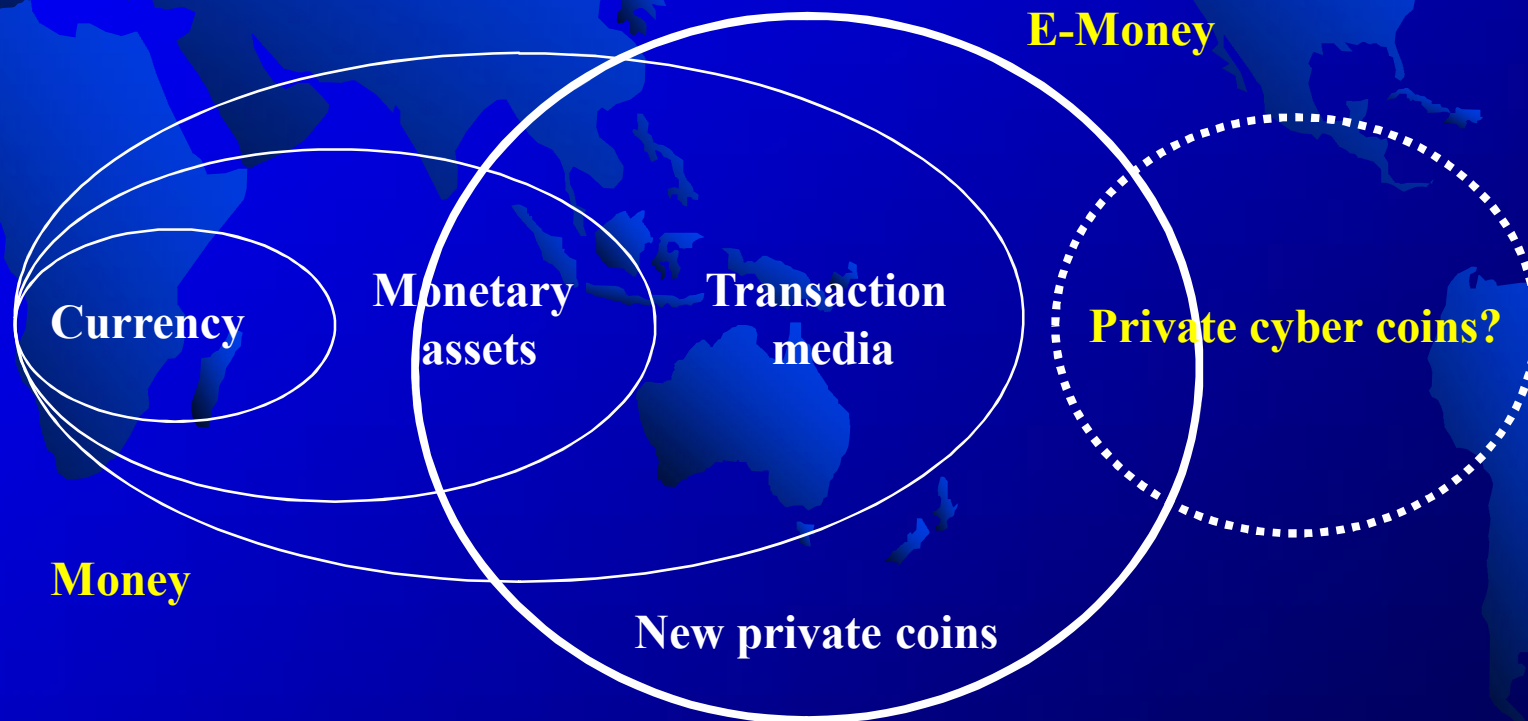 E-Money
Currency
Monetary
assets
Transaction
media
Private cyber coins?
Money
New private coins